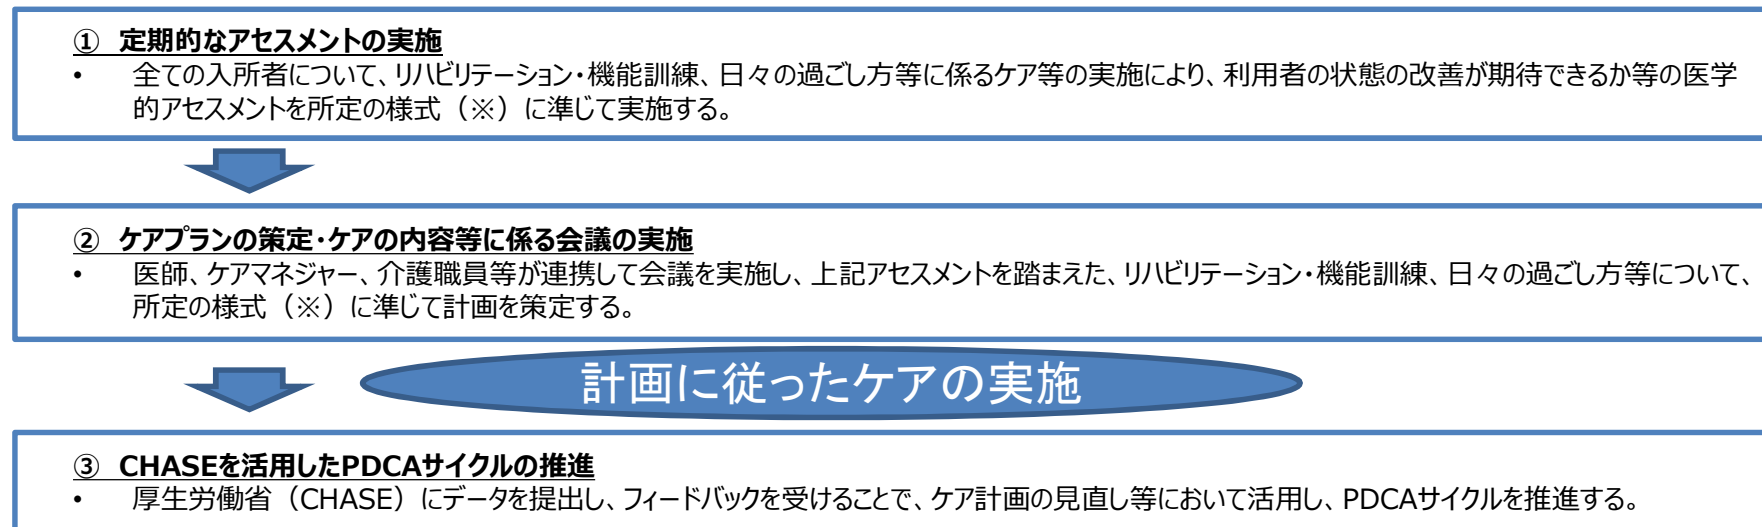 ① 定期的なアセスメントの実施
• 全ての入所者について、リハビリテーション・機能訓練、日々の過ごし方等に係るケア等の実施により、利用者の状態の改善が期待できるか等の医学
的アセスメントを所定の様式（※）に準じて実施する。
② ケアプランの策定・ケアの内容等に係る会議の実施
• 医師、ケアマネジャー、介護職員等が連携して会議を実施し、上記アセスメントを踏まえた、リハビリテーション・機能訓練、日々の過ごし方等について、
所定の様式（※）に準じて計画を策定する。
計画に従ったケアの実施
③ CHASEを活用したPDCAサイクルの推進
• 厚生労働省（CHASE）にデータを提出し、フィードバックを受けることで、ケア計画の見直し等において活用し、PDCAサイクルを推進する。